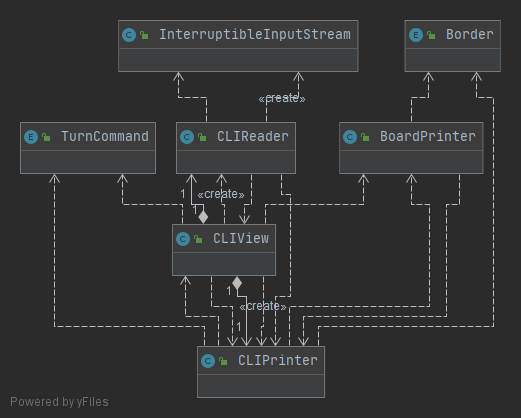 C InterruptibleInputStream
E Border
«create»
E TurnCommand
C CLIReader
C BoardPrinter
1
«create»
1
C CLIView
1
«create»
1
C CLIPrinter
Powered by yFiles